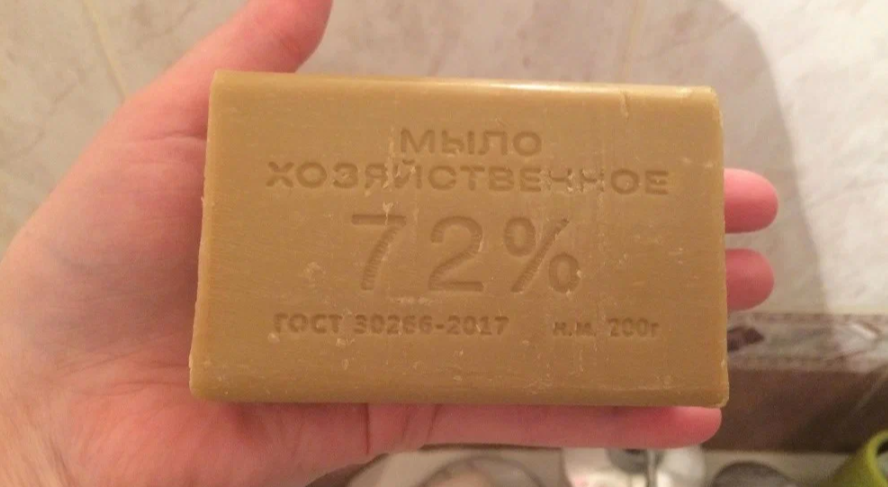 МЫЛО
ХОЗЯЙСТВЕННОЕ
72%
ГОСТ 30266-2017 н.м. 200г